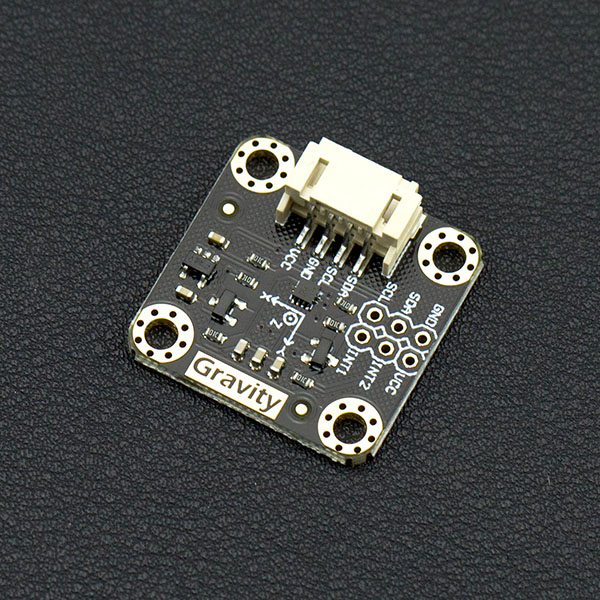 VCC
GND
SCL
SDA
SCL
SDA
GND
X
Z
Y
INT1
INT2
VCC
Gravity